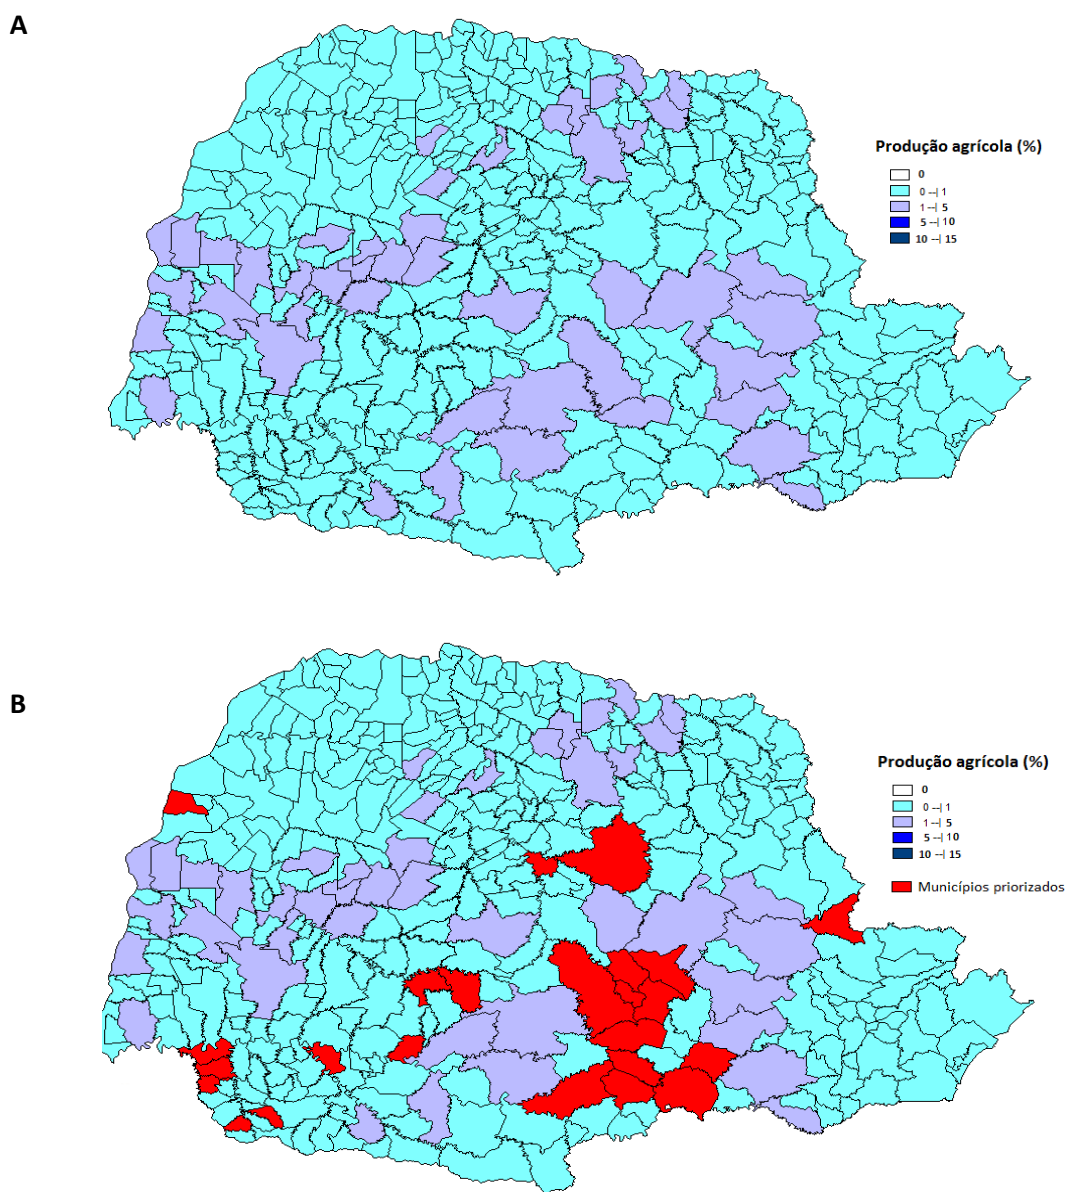 A
Produção agrícola (%)
0
0 --| 1
1 --| 5
5 --| 10
10 --| 15
B
Produção agrícola (%)
0
0 --| 1
1 --| 5
5 --| 10
10 --| 15
Municípios priorizados